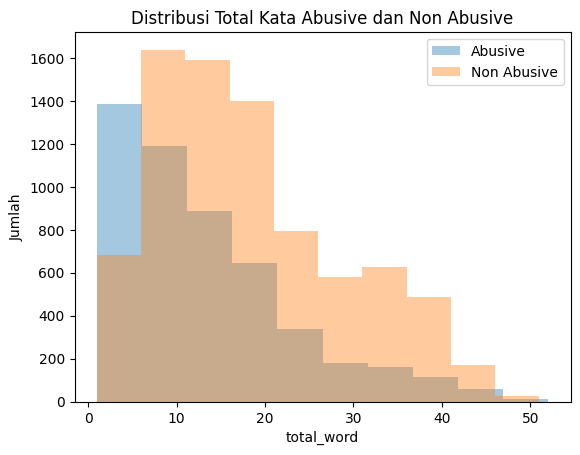 Distribusi Total Kata Abusive dan Non Abusive
Abusive
Non Abusive
1600
1400
1200
1000
800
600
400
200
0
Jumlah
0 10 20 30 40 50
total_word